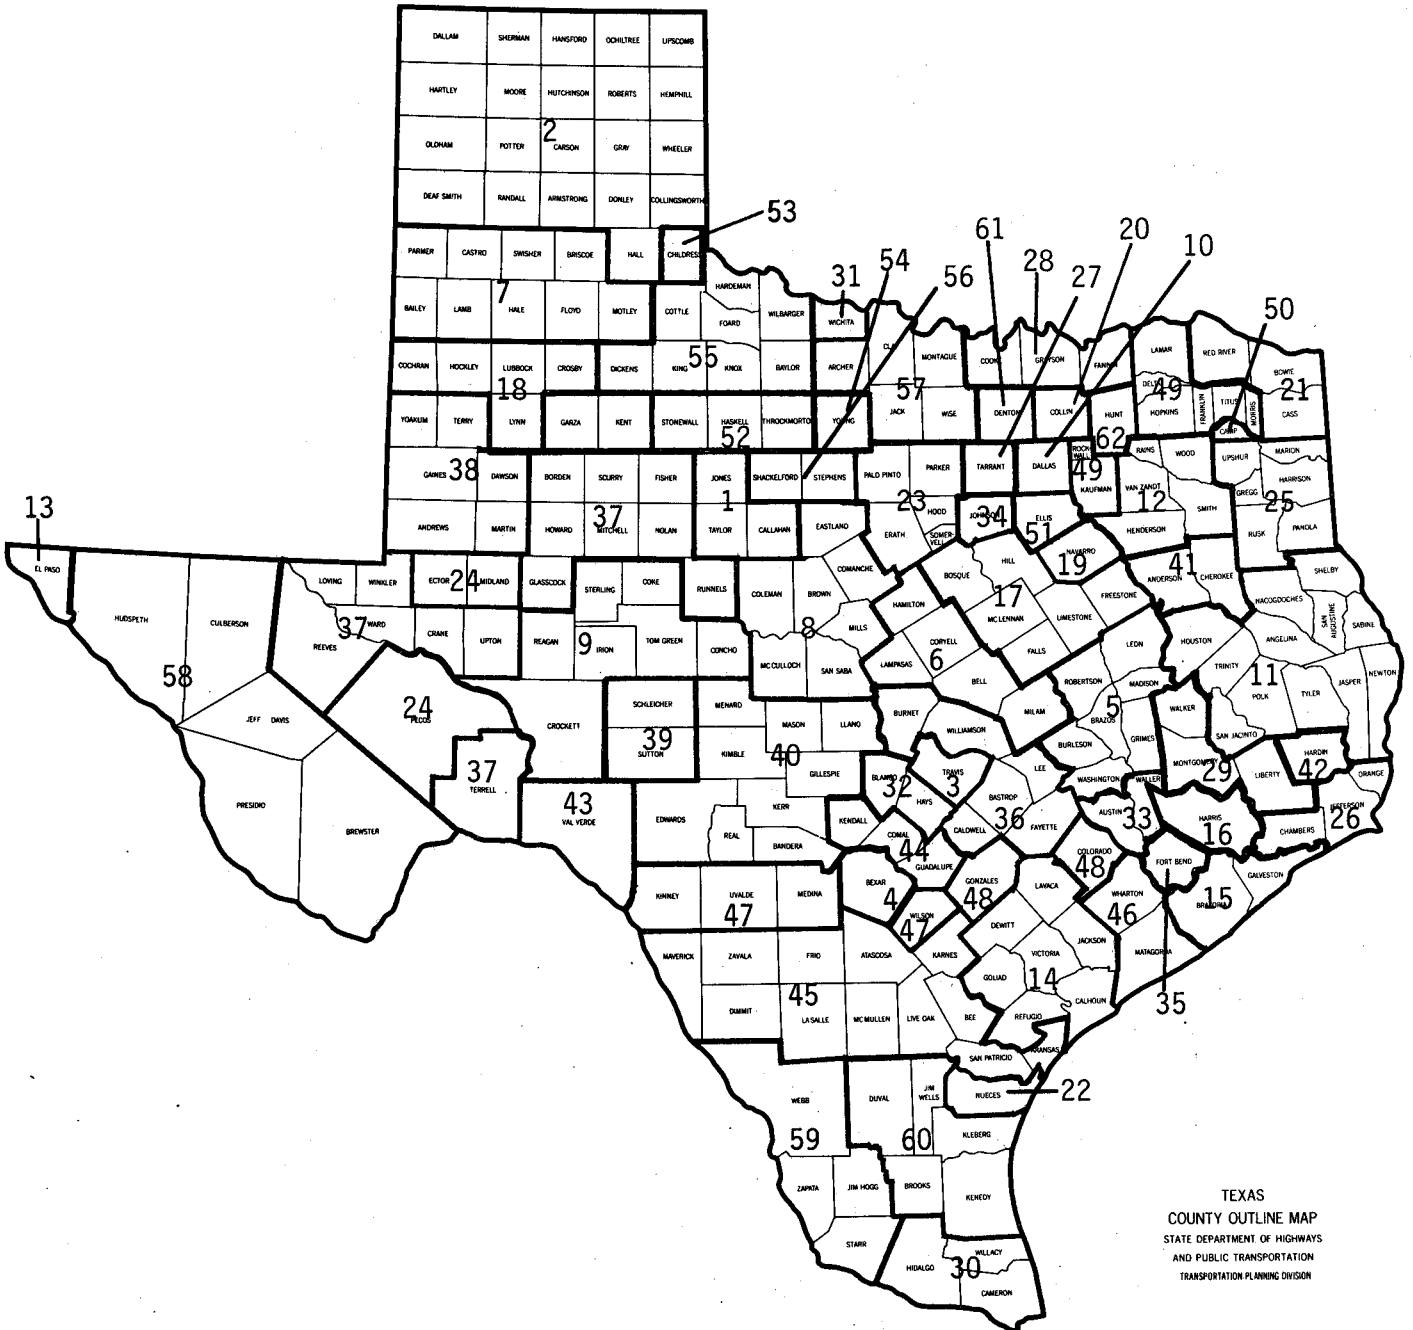 DALLAM SHERMAN HANSFORD OCHILTREE LIPSCOMB
HARTLEY MOORE HUTCHINSON ROBERTS HEMPHILL
2
OLDHAM POTTER CARSON GRAY WHEELER
DEAF SMITH RANDALL ARMSTRONG DONLEY COLLINGSWORTH
53
PARMER CASTRO SWISHER BRISCOE HALL CHILDRESS
61 20 10
31 54 56 28 27 50
7 HARDEMAN
BAILEY LAMB HALE FLOYD MOTLEY COTTLE FOARD WILBARGER WICHITA
COCHRAN HOCKLEY LUBBOCK CROSBY DICKENS KING KNOX BAYLOR ARCHER CLAY MONTAGUE COOKE GRAYSON FANNIN LAMAR RED RIVER BOWIE
18 55 57 49 21
YOAKUM TERRY LYNN GARZA KENT STONEWALL HASKELL THROCKMORTO YOUNG JACK WISE DENTON COLLIN HUNT DELTA HOPKINS FRANKLIN TITUS MORRIS CASS CAMP
52 62
GAINES 38 DAWSON BORDEN SCURRY FISHER JONES SHACKELFORD STEPHENS PALO PINTO PARKER TARRANT DALLAS ROCK WALL 49 KAUFMAN RAINS WOOD UPSHUR MARION
VAN ZANDT 12 SMITH GREGG HARRISON 25
13
ANDREWS MARTIN HOWARD 37 MITCHELL NOLAN 1 TAYLOR CALLAHAN EASTLAND 23 ERATH HOOD SOMER-VELL JOHNSON 34 ELLIS 51 HENDERSON RUSK PANOLA
EL PASO
LOVING WINKLER ECTOR 24 MIDLAND GLASSCOCK STERLING COKE RUNNELS COLEMAN BROWN COMANCHE BOSQUE HILL NAVARRO 19 ANDERSON 41 CHEROKEE SHELBY
HUDSPETH CULBERSON 37 WARD REEVES CRANE UPTON REAGAN 9 IRION TOM GREEN CONCHO MILLS 8 HAMILTON 17 MC LENNAN LIMESTONE FREESTONE NACOGDOCHES SAN AUGUSTINE SABINE
58
MC CULLOCH SAN SABA LAMPASAS CORYELL 6 BELL FALLS LEON HOUSTON ANGELINA
TRINITY 11 POLK TYLER JASPER NEWTON
JEFF DAVIS 24 PECOS CROCKETT SCHLEICHER MENARD MASON LLANO BURNET WILLIAMSON MILAM ROBERTSON MADISON WALKER
5 BRAZOS GRIMES SAN JACINTO
39 SUTTON KIMBLE 40 GILLESPIE BLANCO 32 HAYS TRAVIS 3 LEE BURLESON WASHINGTON WALLER MONTGOMERY 29 LIBERTY HARDIN 42 ORANGE
37 TERRELL 43 VAL VERDE
PRESIDIO BREWSTER EDWARDS REAL KERR BANDERA KENDALL COMAL 44 GUADALUPE CALDWELL BASTROP 36 FAYETTE AUSTIN 33 HARRIS 16 CHAMBERS JEFFERSON 26
COLORADO 48 FORT BEND GALVESTON
KINNEY UVALDE 47 MEDINA BEXAR 4 WILSON 47 GONZALES 48 LAVACA WHARTON 46 BRAZORIA 15
DEWITT JACKSON MATAGORDA
MAVERICK ZAVALA FRIO ATASCOSA KARNES GOLIAD VICTORIA 14 CALHOUN
35
45
DIMMIT LA SALLE MC MULLEN LIVE OAK BEE REFUGIO
SAN PATRICIO ARANSAS
WEBB DUVAL JIM WELLS NUECES 22
59 60 KLEBERG
ZAPATA JIM HOGG BROOKS KENEDY
STARR HIDALGO 30 WILLACY
CAMERON
TEXAS
COUNTY OUTLINE MAP
STATE DEPARTMENT OF HIGHWAYS
AND PUBLIC TRANSPORTATION
TRANSPORTATION PLANNING DIVISION